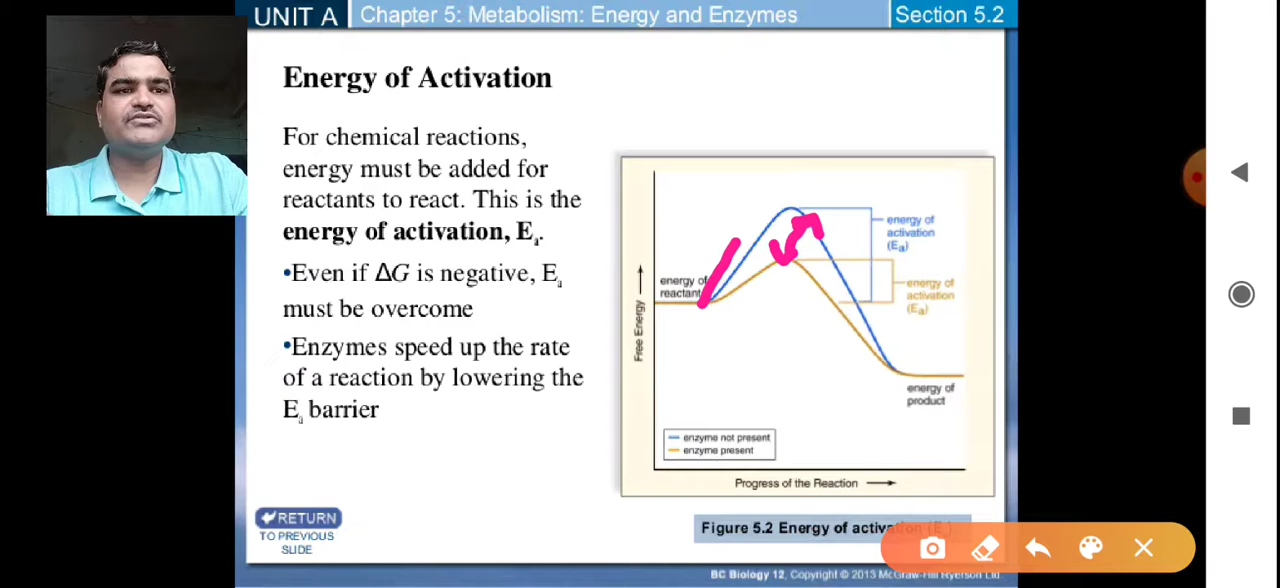 UNIT A
Chapter 5: Metabolism: Energy and Enzymes
Section 5.2
Energy of Activation
For chemical reactions,
energy must be added for
reactants to react. This is the
energy of activation, Ea.
•Even if ΔG is negative, Ea
must be overcome
•Enzymes speed up the rate
of a reaction by lowering the
Ea barrier
energy of
reactant
energy of
activation
(Ea)
energy of
activation
(Ea)
Free Energy
energy of
product
enzyme not present
enzyme present
Progress of the Reaction
Figure 5.2 Energy of activation
RETURN
TO PREVIOUS
SLIDE
BC Biology 12, Copyright © 2013 McGraw-Hill Ryerson Ltd.